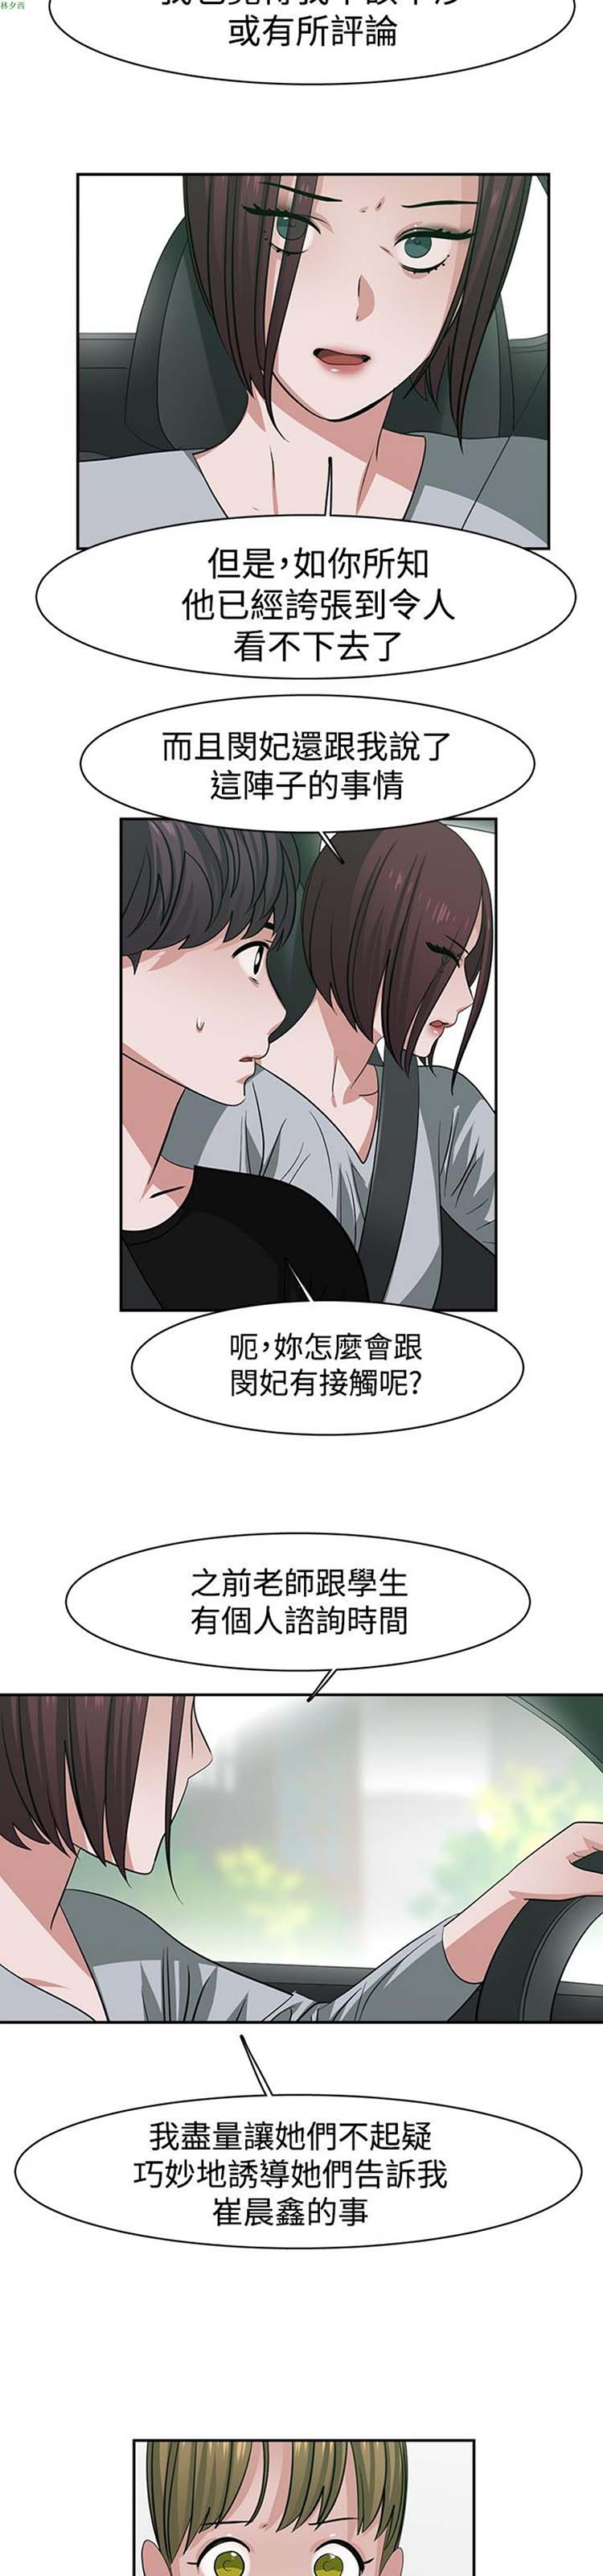 林夕西
或有所評論
但是,如你所知
他已經誇張到令人
看不下去了
而且閔妃還跟我說了
這陣子的事情
呃,妳怎麼會跟
閔妃有接觸呢?
之前老師跟學生
有個人諮詢時間
我盡量讓她們不起疑
巧妙地誘導她們告訴我
崔晨鑫的事